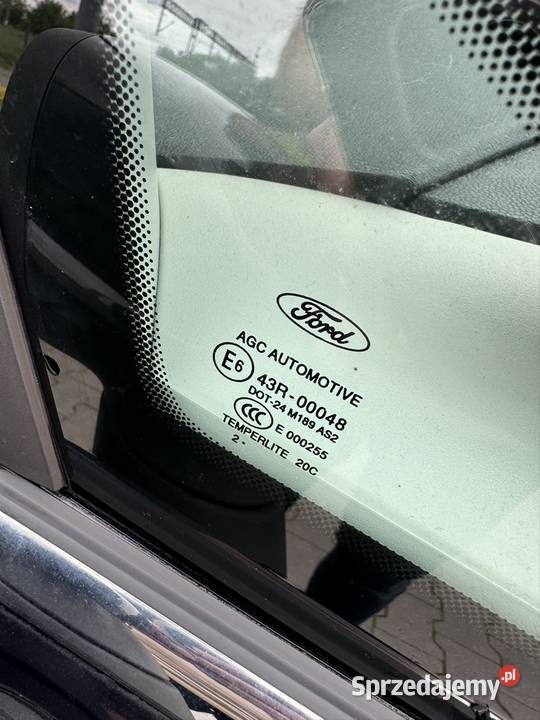 Ford
AGC AUTOMOTIVE
E6 43R-00048
DOT-24 M189 AS2
CCC E 000255
TEMPERLITE 20C
2 •
Sprzedajemy.pl